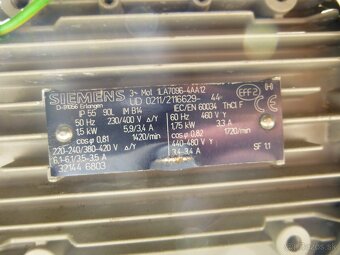 SIEMENS 3~ Mot 1LA7096-4AA12
D-91056 Erlangen UD 0211/2116629- 44-
IP 55 90L IM B14 IEC/EN 60034 ThCl F
50 Hz 230/400 V Δ/Y 60 Hz 460 V Y
1,5 kW 5,9/3,4 A 1,75 kW 3,3 A
cos φ 0,81 1420/min cos φ 0,82 1720/min
220-240/380-420 V Δ/Y 440-480 V Y
6,1-6,1/3,5-3,5 A 3,4-3,4 A
32144 6803 SF 1.1
EFF2